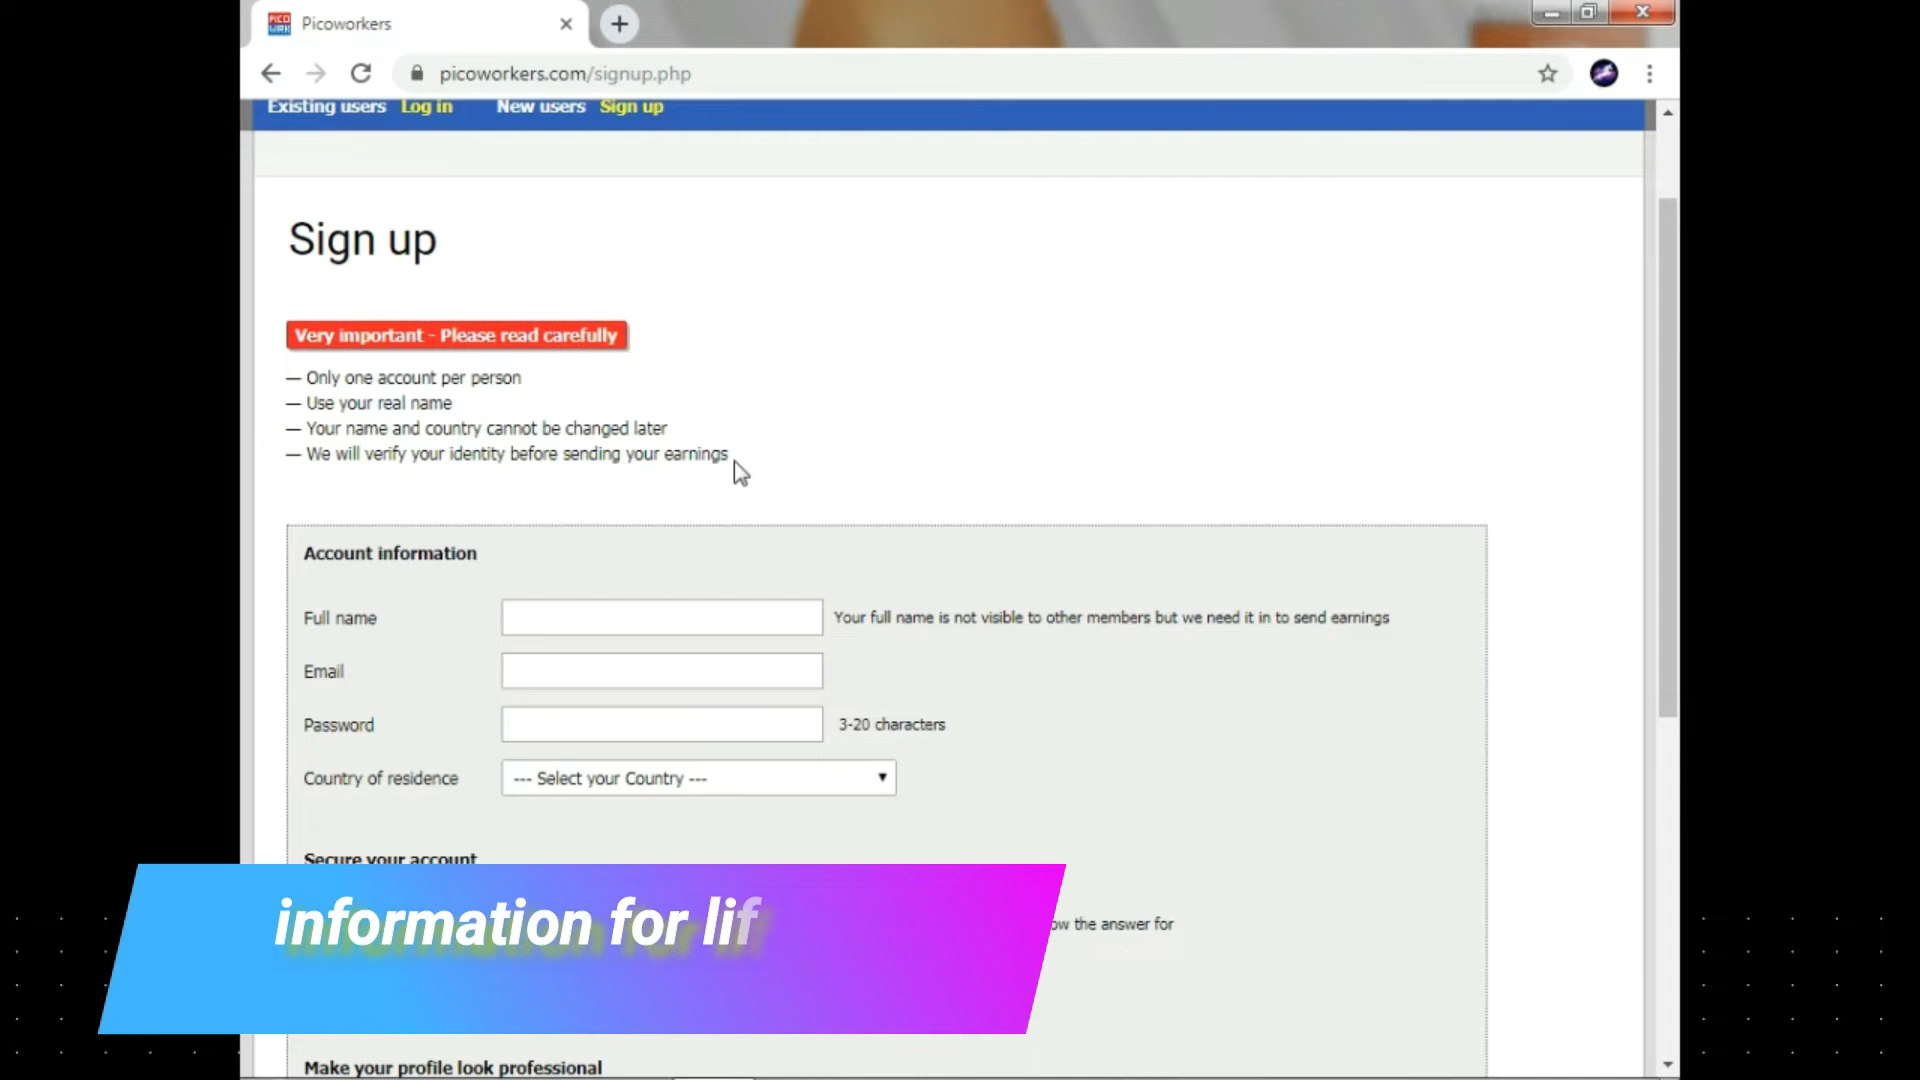 PICO
WRK
Picoworkers
picoworkers.com/signup.php
Existing users Log in New users Sign up
Sign up
Very important - Please read carefully
— Only one account per person
— Use your real name
— Your name and country cannot be changed later
— We will verify your identity before sending your earnings
Account information
Full name Your full name is not visible to other members but we need it in to send earnings
Email
Password 3-20 characters
Country of residence --- Select your Country ---
Secure your account
ow the answer for
information for lif
Make your profile look professional